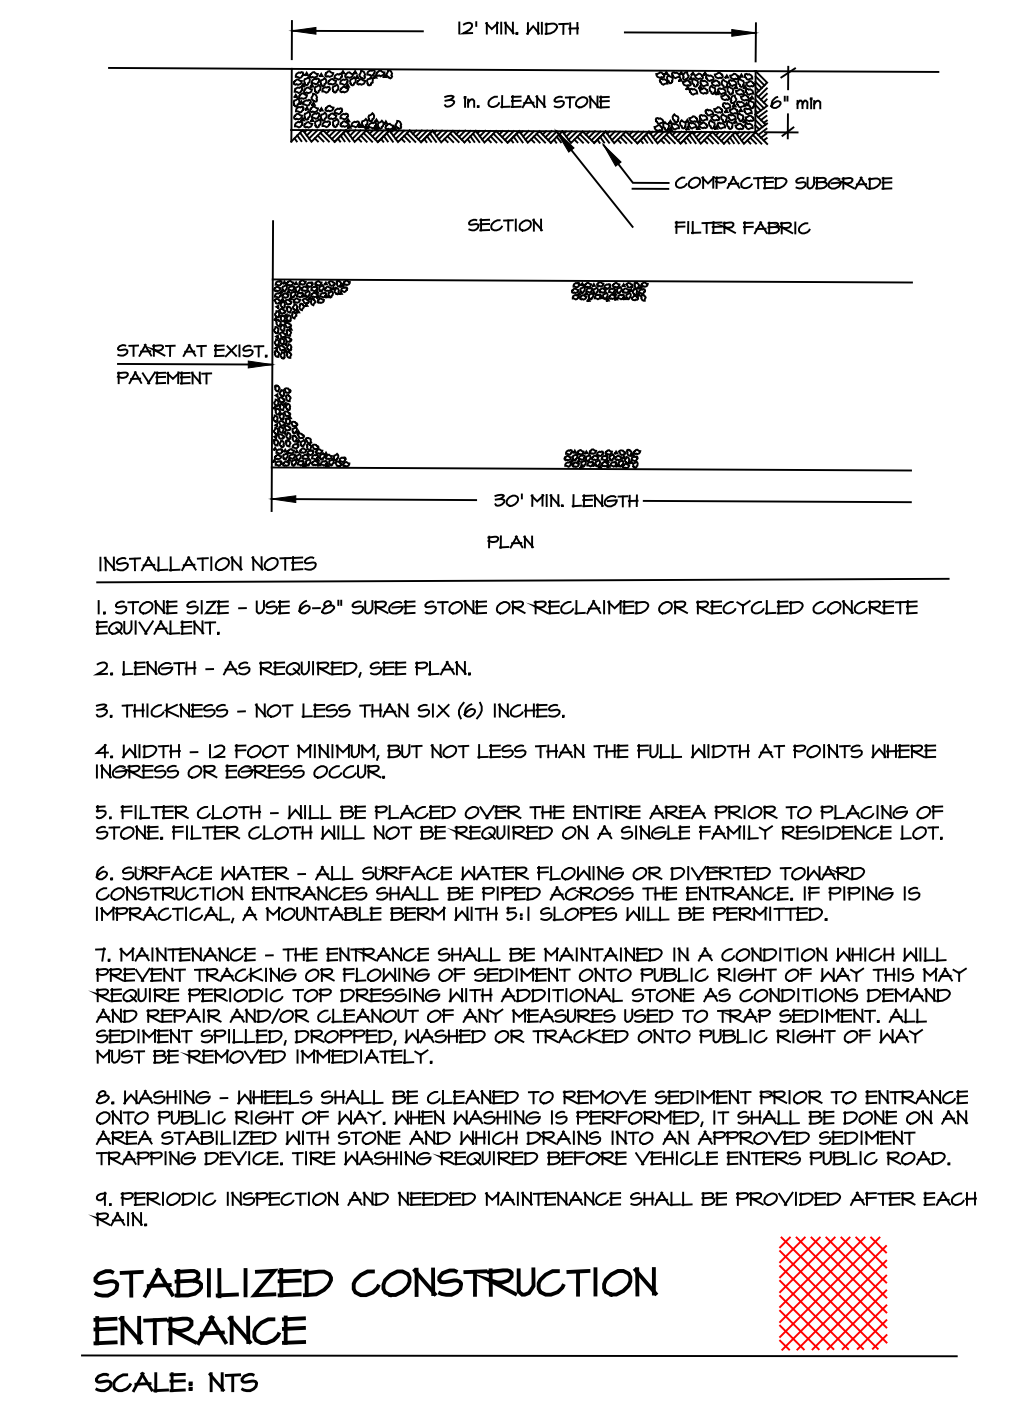 12' MIN. WIDTH
3 in. CLEAN STONE
6" min
COMPACTED SUBGRADE
SECTION
FILTER FABRIC
START AT EXIST.
PAVEMENT
30' MIN. LENGTH
PLAN
INSTALLATION NOTES
1. STONE SIZE - USE 6-8" SURGE STONE OR RECLAIMED OR RECYCLED CONCRETE
EQUIVALENT.
2. LENGTH - AS REQUIRED, SEE PLAN.
3. THICKNESS - NOT LESS THAN SIX (6) INCHES.
4. WIDTH - 12 FOOT MINIMUM, BUT NOT LESS THAN THE FULL WIDTH AT POINTS WHERE
INGRESS OR EGRESS OCCUR.
5. FILTER CLOTH - WILL BE PLACED OVER THE ENTIRE AREA PRIOR TO PLACING OF
STONE. FILTER CLOTH WILL NOT BE REQUIRED ON A SINGLE FAMILY RESIDENCE LOT.
6. SURFACE WATER - ALL SURFACE WATER FLOWING OR DIVERTED TOWARD
CONSTRUCTION ENTRANCES SHALL BE PIPED ACROSS THE ENTRANCE. IF PIPING IS
IMPRACTICAL, A MOUNTABLE BERM WITH 5:1 SLOPES WILL BE PERMITTED.
7. MAINTENANCE - THE ENTRANCE SHALL BE MAINTAINED IN A CONDITION WHICH WILL
PREVENT TRACKING OR FLOWING OF SEDIMENT ONTO PUBLIC RIGHT OF WAY THIS MAY
REQUIRE PERIODIC TOP DRESSING WITH ADDITIONAL STONE AS CONDITIONS DEMAND
AND REPAIR AND/OR CLEANOUT OF ANY MEASURES USED TO TRAP SEDIMENT. ALL
SEDIMENT SPILLED, DROPPED, WASHED OR TRACKED ONTO PUBLIC RIGHT OF WAY
MUST BE REMOVED IMMEDIATELY.
8. WASHING - WHEELS SHALL BE CLEANED TO REMOVE SEDIMENT PRIOR TO ENTRANCE
ONTO PUBLIC RIGHT OF WAY. WHEN WASHING IS PERFORMED, IT SHALL BE DONE ON AN
AREA STABILIZED WITH STONE AND WHICH DRAINS INTO AN APPROVED SEDIMENT
TRAPPING DEVICE. TIRE WASHING REQUIRED BEFORE VEHICLE ENTERS PUBLIC ROAD.
9. PERIODIC INSPECTION AND NEEDED MAINTENANCE SHALL BE PROVIDED AFTER EACH
RAIN.
STABILIZED CONSTRUCTION
ENTRANCE
SCALE: NTS